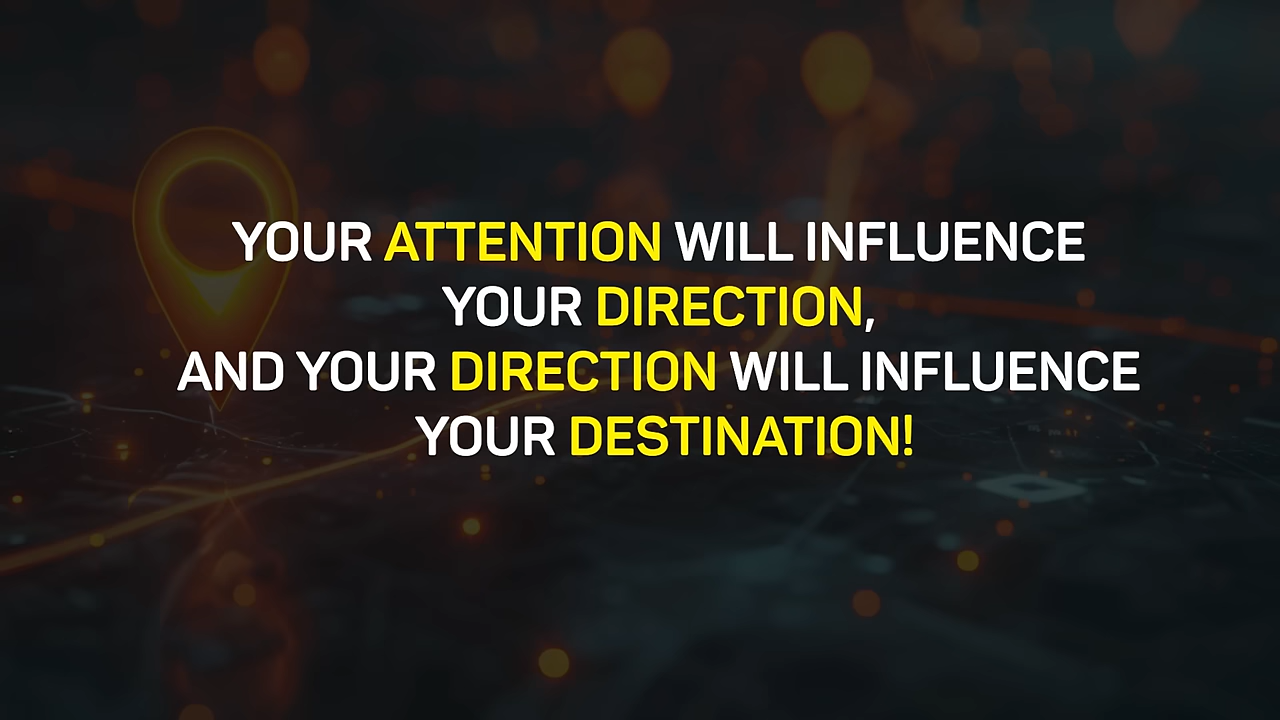 YOUR ATTENTION WILL INFLUENCE
YOUR DIRECTION,
AND YOUR DIRECTION WILL INFLUENCE
YOUR DESTINATION!